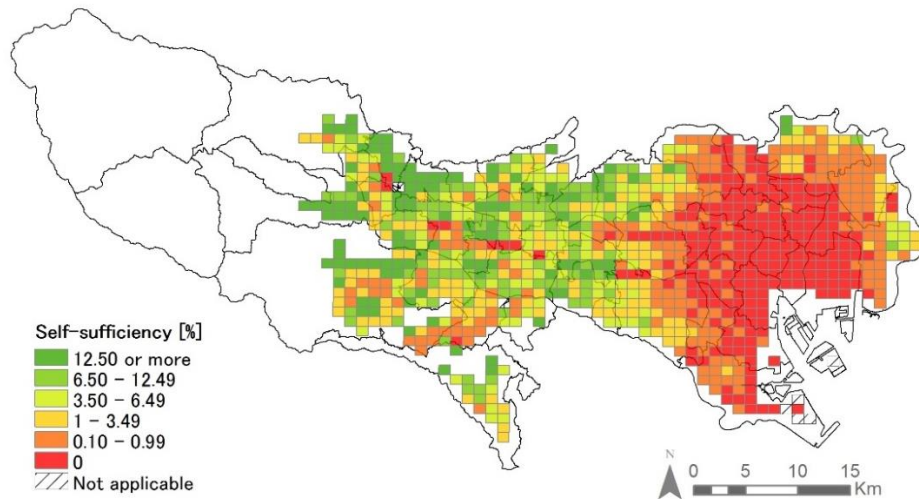 Self-sufficiency [%]
12.50 or more
6.50 - 12.49
3.50 - 6.49
1 - 3.49
0.10 - 0.99
0
Not applicable
N
0 5 10 15
Km